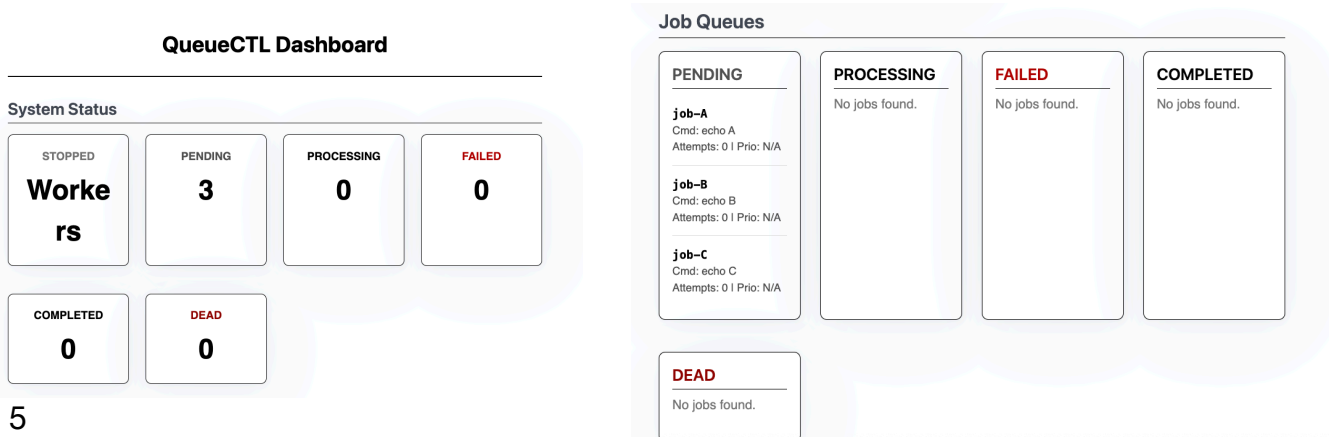 QueueCTL Dashboard
System Status
STOPPED
Worke
rs
PENDING
3
PROCESSING
0
FAILED
0
COMPLETED
0
DEAD
0
5
Job Queues
PENDING
job-A
Cmd: echo A
Attempts: 0 | Prio: N/A
job-B
Cmd: echo B
Attempts: 0 | Prio: N/A
job-C
Cmd: echo C
Attempts: 0 | Prio: N/A
PROCESSING
No jobs found.
FAILED
No jobs found.
COMPLETED
No jobs found.
DEAD
No jobs found.